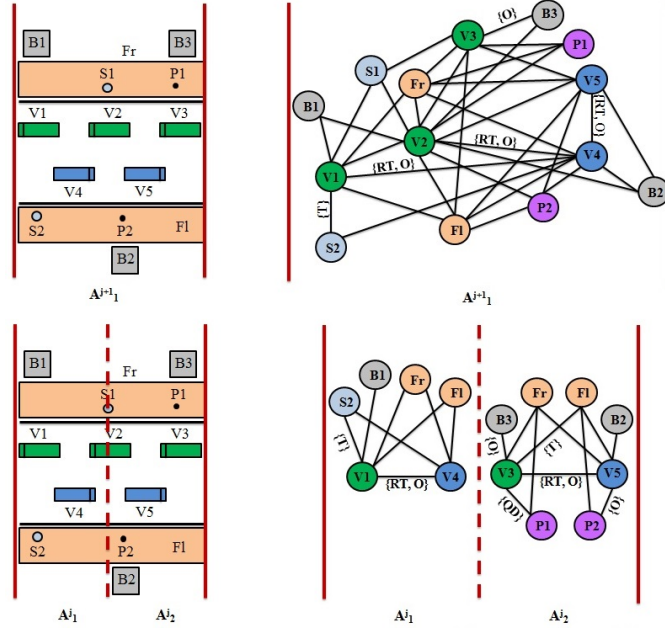 B1 Fr B3
S1 P1
V1 V2 V3
V4 V5
S2 P2 Fl
B2
A^{j+1}_1
{O} B3
V3 P1
S1 Fr V5
B1 {RT, O}
V2 {RT, O} V4
V1 {RT, O} B2
{T} P2
S2 Fl
A^{j+1}_1
B1 Fr B3
S1 P1
V1 V2 V3
V4 V5
S2 P2 Fl
B2
A^j_1 A^j_2
B1 Fr Fl
S2
{T}
V1 {RT, O} V4
A^j_1
Fr Fl
B3 B2
{O} {T}
V3 {RT, O} V5
{QD} {O}
P1 P2
A^j_2